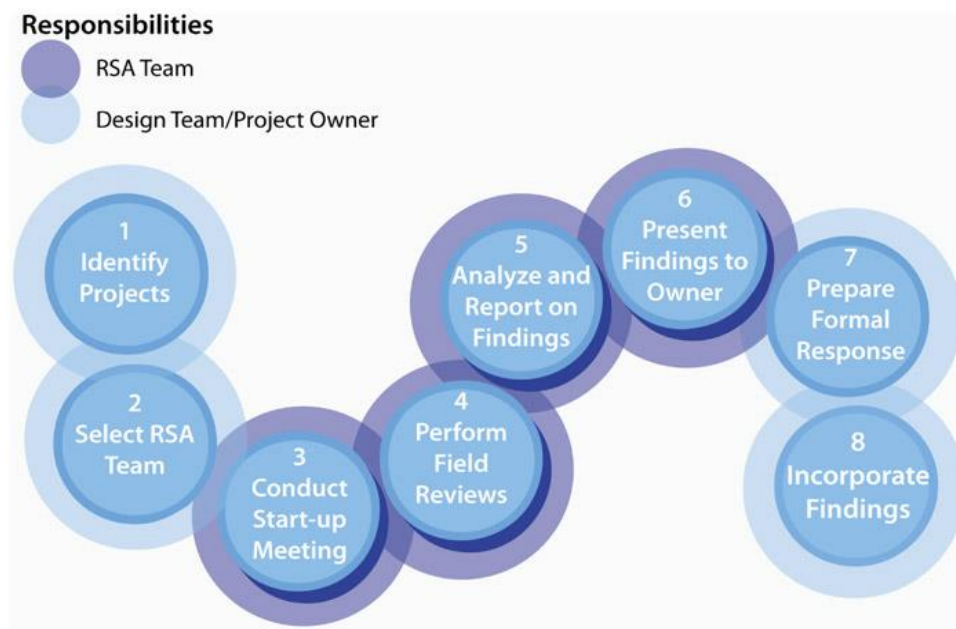 Responsibilities
RSA Team
Design Team/Project Owner
1
Identify
Projects
2
Select RSA
Team
3
Conduct
Start-up
Meeting
4
Perform
Field
Reviews
5
Analyze and
Report on
Findings
6
Present
Findings to
Owner
7
Prepare
Formal
Response
8
Incorporate
Findings